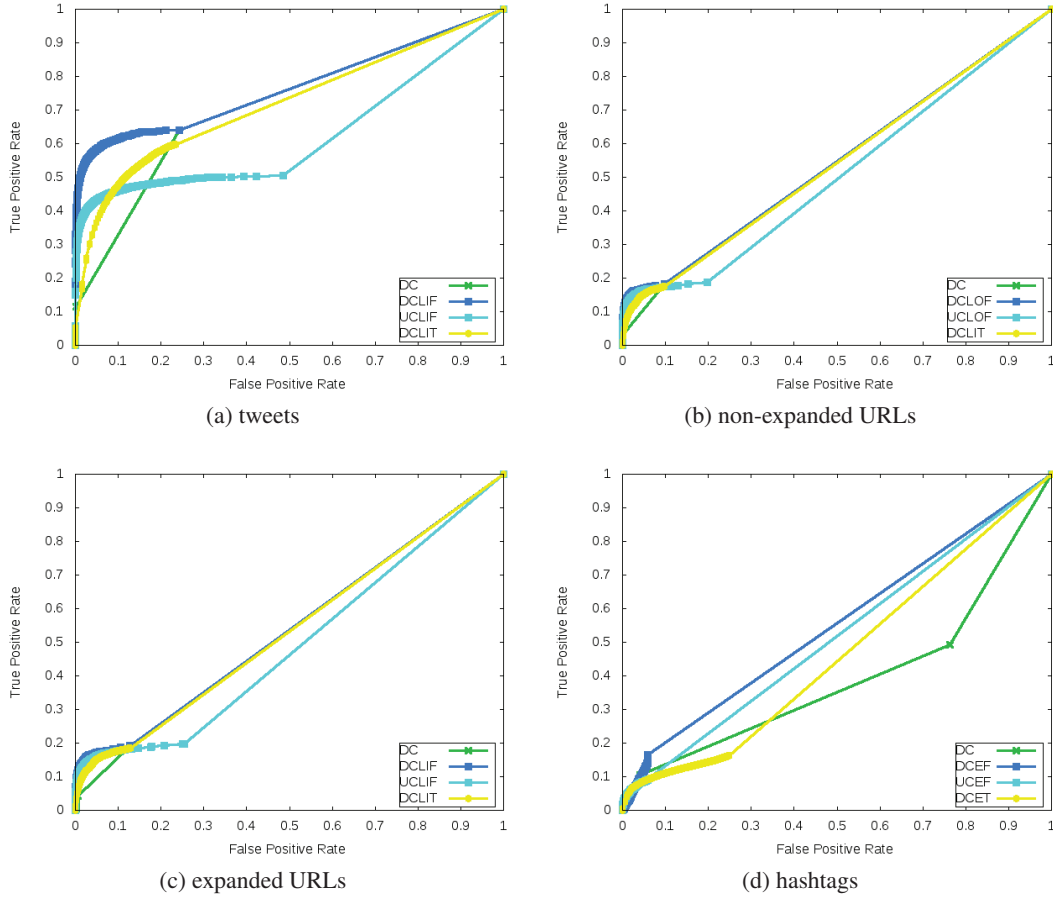 1
0.9
0.8
0.7
0.6
0.5
0.4
0.3
0.2
0.1
0
True Positive Rate
DC
DCLIF
UCLIF
DCLIT
0 0.1 0.2 0.3 0.4 0.5 0.6 0.7 0.8 0.9 1
False Positive Rate
(a) tweets
1
0.9
0.8
0.7
0.6
0.5
0.4
0.3
0.2
0.1
0
True Positive Rate
DC
DCLOF
UCLOF
DCLIT
0 0.1 0.2 0.3 0.4 0.5 0.6 0.7 0.8 0.9 1
False Positive Rate
(b) non-expanded URLs
1
0.9
0.8
0.7
0.6
0.5
0.4
0.3
0.2
0.1
0
True Positive Rate
DC
DCLIF
UCLIF
DCLIT
0 0.1 0.2 0.3 0.4 0.5 0.6 0.7 0.8 0.9 1
False Positive Rate
(c) expanded URLs
1
0.9
0.8
0.7
0.6
0.5
0.4
0.3
0.2
0.1
0
True Positive Rate
DC
DCEF
UCEF
DCET
0 0.1 0.2 0.3 0.4 0.5 0.6 0.7 0.8 0.9 1
False Positive Rate
(d) hashtags